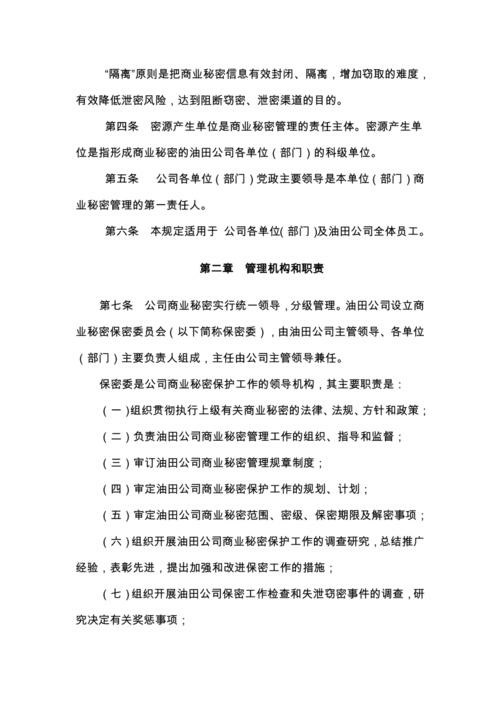 “隔离”原则是把商业秘密信息有效封闭、隔离，增加窃取的难度，
有效降低泄密风险，达到阻断窃密、泄密渠道的目的。
第四条 密源产生单位是商业秘密管理的责任主体。密源产生单
位是指形成商业秘密的油田公司各单位（部门）的科级单位。
第五条 公司各单位（部门）党政主要领导是本单位（部门）商
业秘密管理的第一责任人。
第六条 本规定适用于 公司各单位（部门）及油田公司全体员工。
第二章 管理机构和职责
第七条 公司商业秘密实行统一领导，分级管理。油田公司设立商
业秘密保密委员会（以下简称保密委），由油田公司主管领导、各单位
（部门）主要负责人组成，主任由公司主管领导兼任。
保密委是公司商业秘密保护工作的领导机构，其主要职责是：
（一）组织贯彻执行上级有关商业秘密的法律、法规、方针和政策；
（二）负责油田公司商业秘密管理工作的组织、指导和监督；
（三）审订油田公司商业秘密管理规章制度；
（四）审定油田公司商业秘密保护工作的规划、计划；
（五）审定油田公司商业秘密范围、密级、保密期限及解密事项；
（六）组织开展油田公司商业秘密保护工作的调查研究，总结推广
经验，表彰先进，提出加强和改进保密工作的措施；
（七）组织开展油田公司保密工作检查和失泄窃密事件的调查，研
究决定有关奖惩事项；